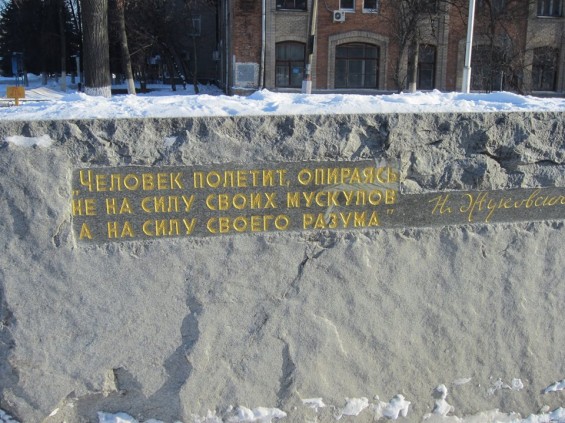 „Человек полетит, опираясь
не на силу своих мускулов
а на силу своего разума"
Н. Жуковский